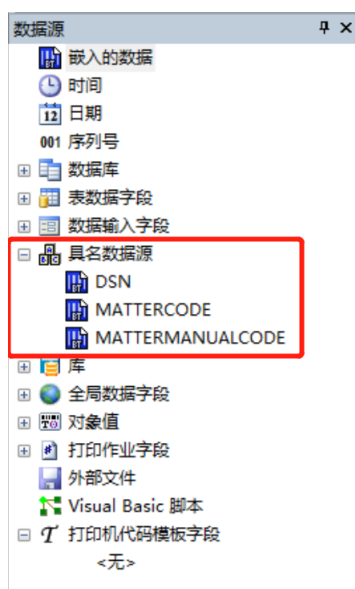 数据源
嵌入的数据
时间
12 日期
001 序列号
数据库
表数据字段
数据输入字段
具名数据源
DSN
MATTERCODE
MATTERMANUALCODE
库
全局数据字段
对象值
打印作业字段
外部文件
Visual Basic 脚本
T 打印机代码模板字段
<无>